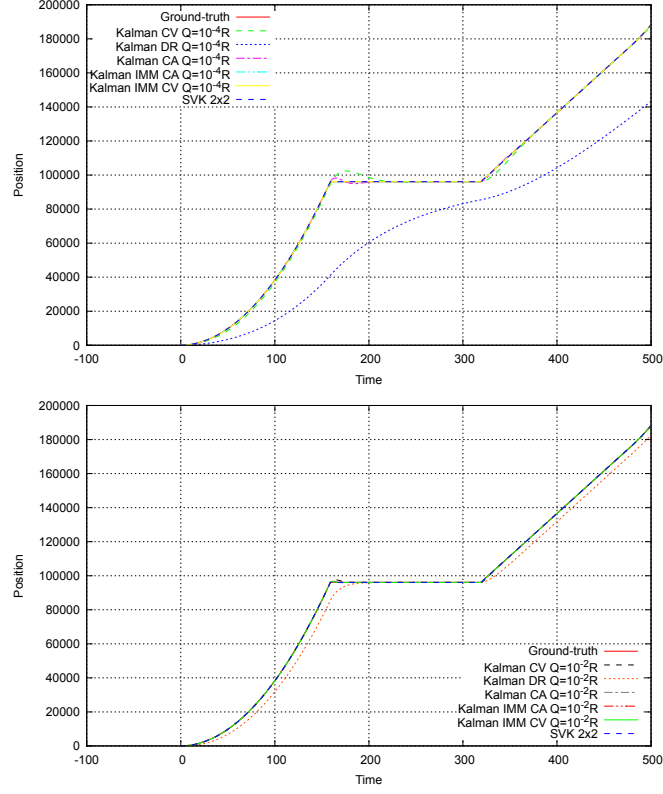 200000
180000
160000
140000
120000
100000
80000
60000
40000
20000
0
Position
Ground-truth
Kalman CV Q=10⁻⁴R
Kalman DR Q=10⁻⁴R
Kalman CA Q=10⁻⁴R
Kalman IMM CA Q=10⁻⁴R
Kalman IMM CV Q=10⁻⁴R
SVK 2x2
-100 0 100 200 300 400 500
Time
200000
180000
160000
140000
120000
100000
80000
60000
40000
20000
0
Position
Ground-truth
Kalman CV Q=10⁻²R
Kalman DR Q=10⁻²R
Kalman CA Q=10⁻²R
Kalman IMM CA Q=10⁻²R
Kalman IMM CV Q=10⁻²R
SVK 2x2
-100 0 100 200 300 400 500
Time